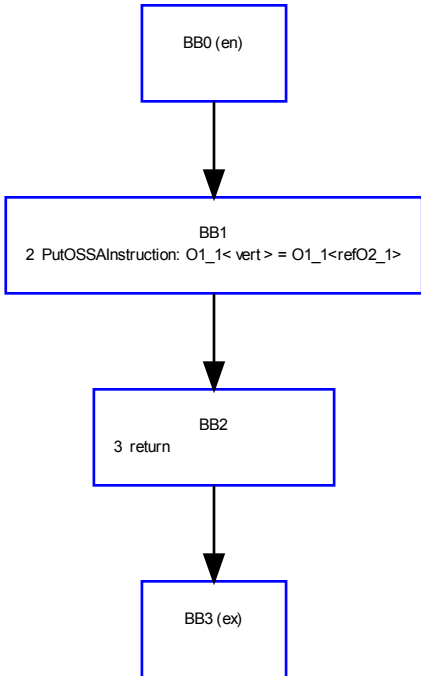 BB0 (en)
BB1
2 PutOSSAInstruction: O1_1< vert > = O1_1<refO2_1>
BB2
3 return
BB3 (ex)